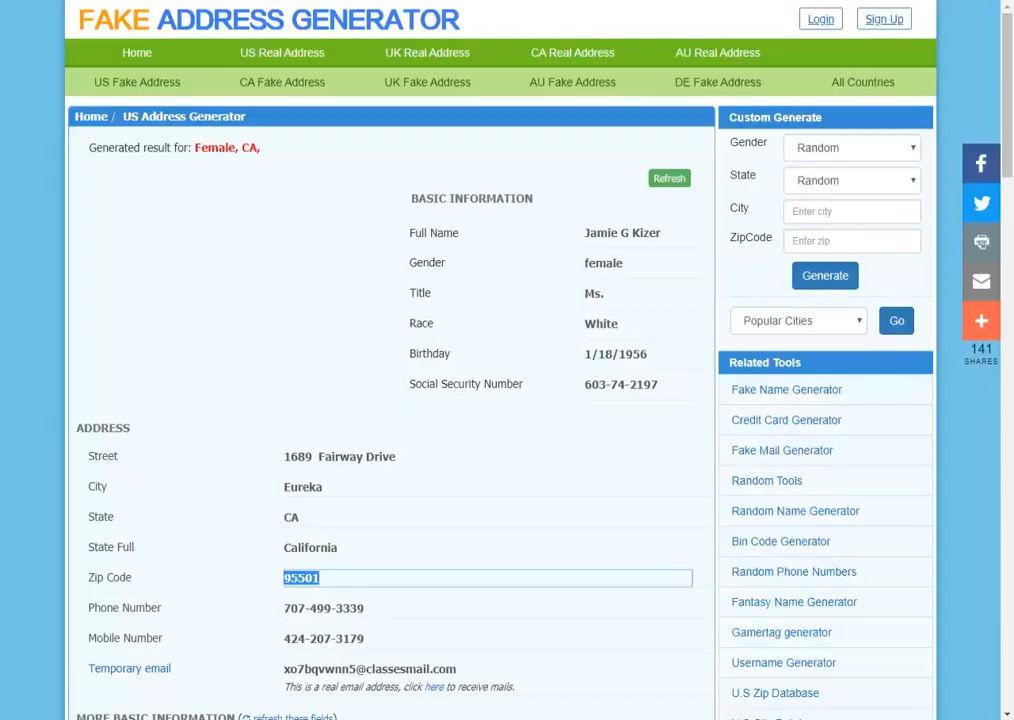 FAKE ADDRESS GENERATOR
Login
Sign Up
Home
US Real Address
UK Real Address
CA Real Address
AU Real Address
US Fake Address
CA Fake Address
UK Fake Address
AU Fake Address
DE Fake Address
All Countries
Home / US Address Generator
Generated result for: Female, CA,
Refresh
BASIC INFORMATION
Full Name Jamie G Kizer
Gender female
Title Ms.
Race White
Birthday 1/18/1956
Social Security Number 603-74-2197
ADDRESS
Street 1689 Fairway Drive
City Eureka
State CA
State Full California
Zip Code 95501
Phone Number 707-499-3339
Mobile Number 424-207-3179
Temporary email xo7bqvwnn5@classesmail.com
This is a real email address, click here to receive mails.
MORE BASIC INFORMATION (refresh these fields)
Custom Generate
Gender Random
State Random
City Enter city
ZipCode Enter zip
Generate
Popular Cities Go
Related Tools
Fake Name Generator
Credit Card Generator
Fake Mail Generator
Random Tools
Random Name Generator
Bin Code Generator
Random Phone Numbers
Fantasy Name Generator
Gamertag generator
Username Generator
U.S Zip Database
141
SHARES